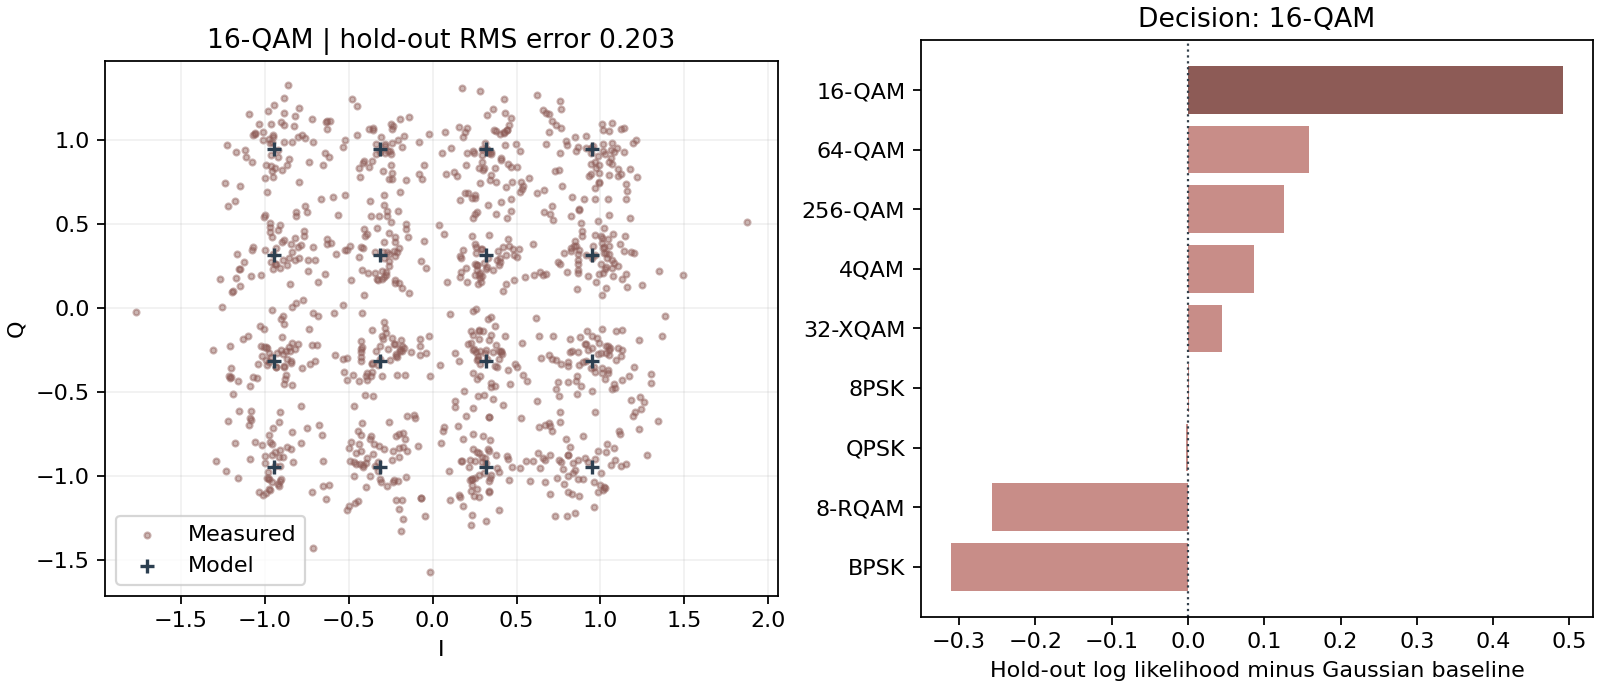 16-QAM | hold-out RMS error 0.203
1.0
0.5
0.0
−0.5
−1.0
−1.5
Q
−1.5 −1.0 −0.5 0.0 0.5 1.0 1.5 2.0
I
Measured
Model
Decision: 16-QAM
16-QAM
64-QAM
256-QAM
4QAM
32-XQAM
8PSK
QPSK
8-RQAM
BPSK
−0.3 −0.2 −0.1 0.0 0.1 0.2 0.3 0.4 0.5
Hold-out log likelihood minus Gaussian baseline